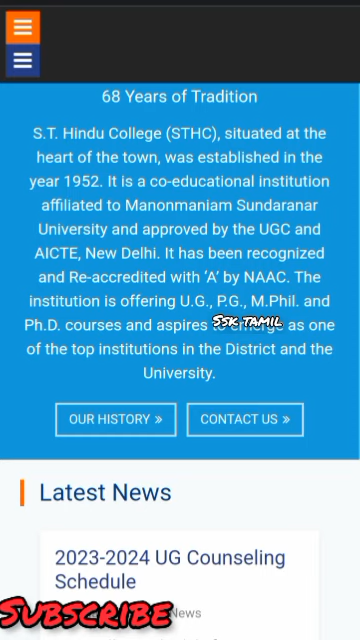 68 Years of Tradition
S.T. Hindu College (STHC), situated at the
heart of the town, was established in the
year 1952. It is a co-educational institution
affiliated to Manonmaniam Sundaranar
University and approved by the UGC and
AICTE, New Delhi. It has been recognized
and Re-accredited with ‘A’ by NAAC. The
institution is offering U.G., P.G., M.Phil. and
Ph.D. courses and aspires to emerge as one
SSK TAMIL
of the top institutions in the District and the
University.
OUR HISTORY »
CONTACT US »
Latest News
2023-2024 UG Counseling
Schedule
News
SUBSCRIBE